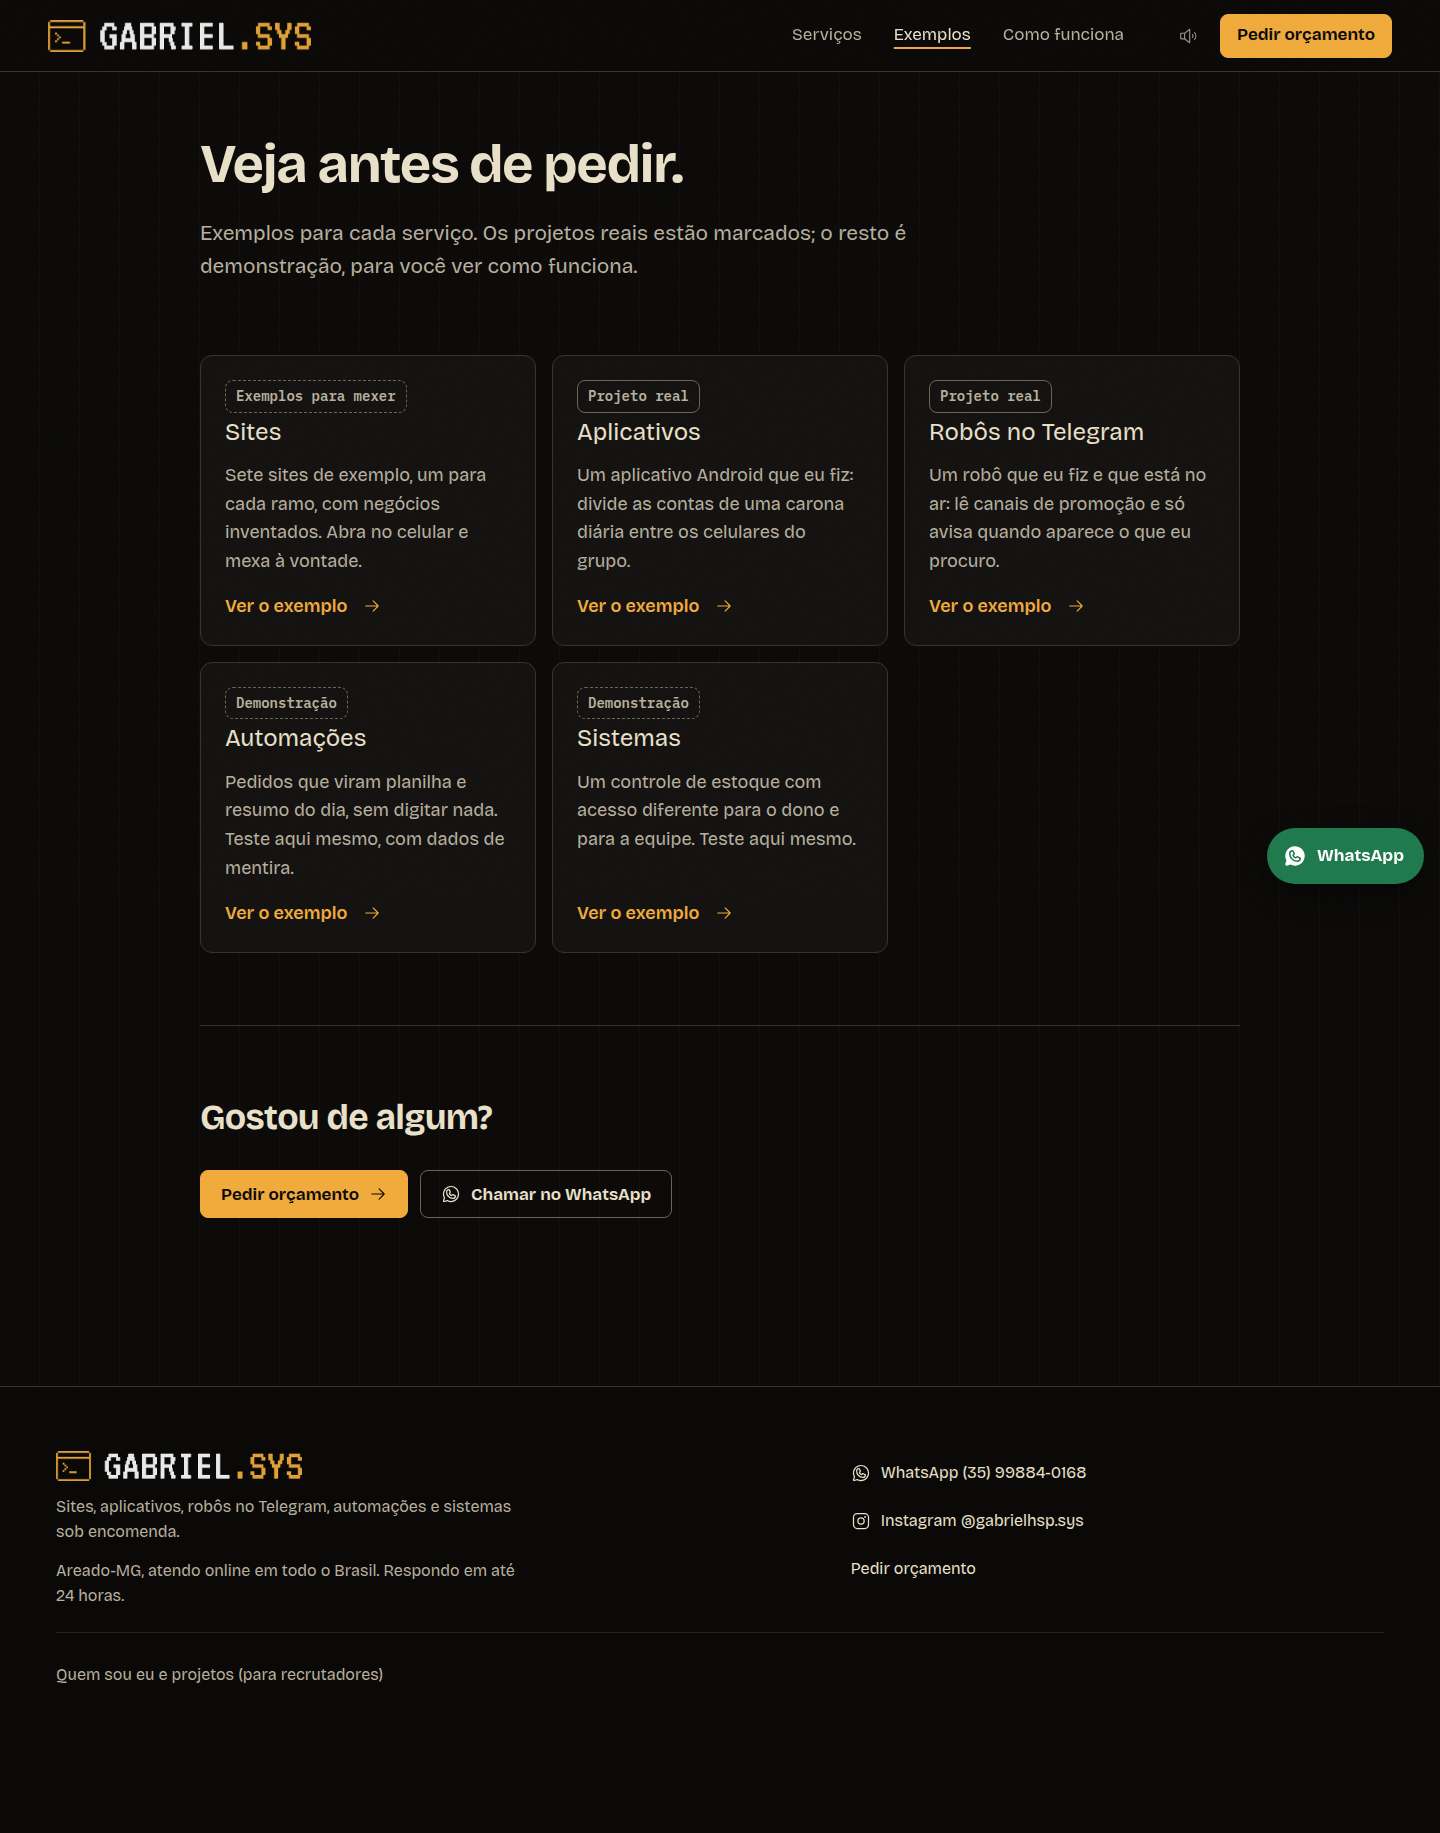 GABRIEL.SYS
Serviços
Exemplos
Como funciona
Pedir orçamento
Veja antes de pedir.
Exemplos para cada serviço. Os projetos reais estão marcados; o resto é
demonstração, para você ver como funciona.
Exemplos para mexer
Sites
Sete sites de exemplo, um para
cada ramo, com negócios
inventados. Abra no celular e
mexa à vontade.
Ver o exemplo
Projeto real
Aplicativos
Um aplicativo Android que eu fiz:
divide as contas de uma carona
diária entre os celulares do
grupo.
Ver o exemplo
Projeto real
Robôs no Telegram
Um robô que eu fiz e que está no
ar: lê canais de promoção e só
avisa quando aparece o que eu
procuro.
Ver o exemplo
Demonstração
Automações
Pedidos que viram planilha e
resumo do dia, sem digitar nada.
Teste aqui mesmo, com dados de
mentira.
Ver o exemplo
Demonstração
Sistemas
Um controle de estoque com
acesso diferente para o dono e
para a equipe. Teste aqui mesmo.
Ver o exemplo
WhatsApp
Gostou de algum?
Pedir orçamento
Chamar no WhatsApp
GABRIEL.SYS
Sites, aplicativos, robôs no Telegram, automações e sistemas
sob encomenda.
Areado-MG, atendo online em todo o Brasil. Respondo em até
24 horas.
WhatsApp (35) 99884-0168
Instagram @gabrielhsp.sys
Pedir orçamento
Quem sou eu e projetos (para recrutadores)